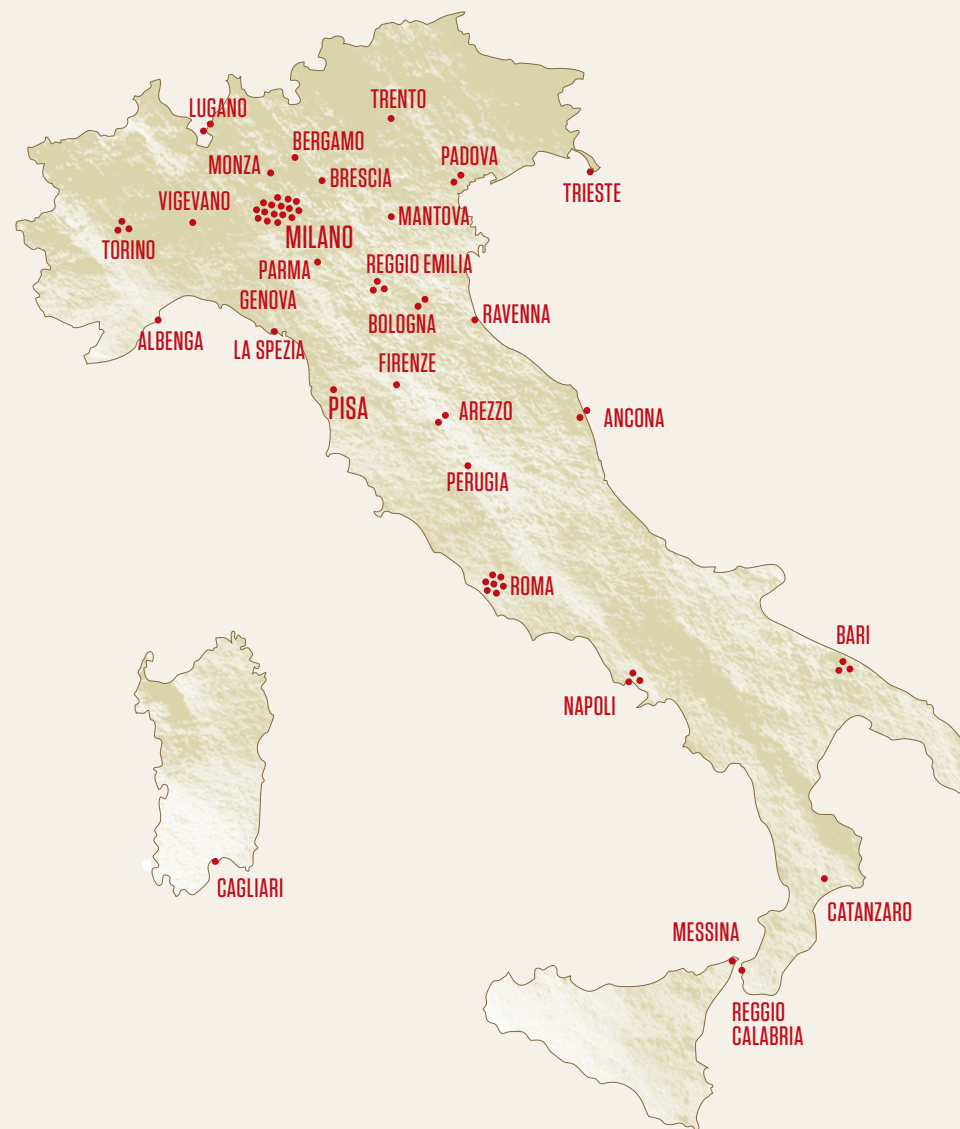 LUGANO
TRENTO
BERGAMO
MONZA
PADOVA
BRESCIA
VIGEVANO
TRIESTE
MANTOVA
MILANO
TORINO
REGGIO EMILIA
PARMA
GENOVA
RAVENNA
BOLOGNA
ALBENGA
LA SPEZIA
FIRENZE
PISA
AREZZO
ANCONA
PERUGIA
ROMA
BARI
NAPOLI
CAGLIARI
CATANZARO
MESSINA
REGGIO
CALABRIA